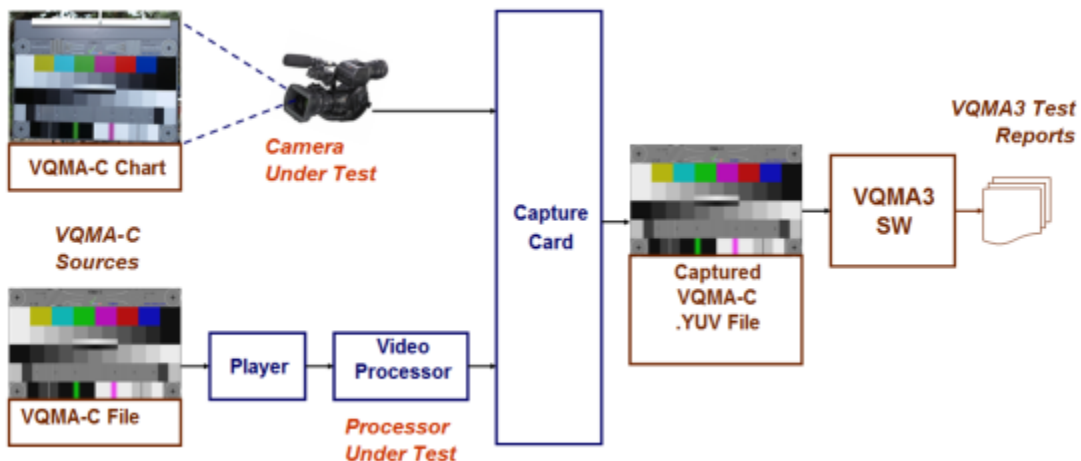 VQMA-C Chart
Camera
Under Test
VQMA-C
Sources
VQMA-C File
Player
Video
Processor
Processor
Under Test
Capture
Card
Captured
VQMA-C
.YUV File
VQMA3
SW
VQMA3 Test
Reports